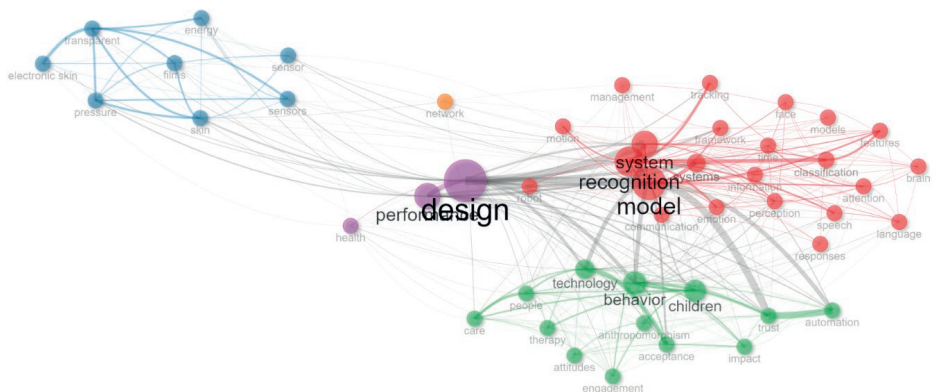 energy
transparent
sensor
electronic skin
films
pressure
sensors
skin
network
management
tracking
face
models
motion
framework
features
time
system
systems
classification
recognition
information
brain
robot
attention
model
emotion
perception
performance
design
communication
speech
language
health
responses
technology
behavior
people
children
care
anthropomorphism
trust
automation
therapy
acceptance
impact
attitudes
engagement